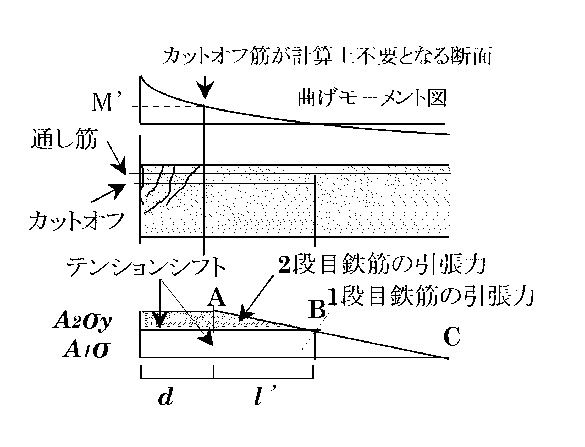 カットオフ筋が計算上不要となる断面
M'
曲げモーメント図
通し筋
カットオフ
テンションシフト
2段目鉄筋の引張力
A
B
1段目鉄筋の引張力
A2σy
C
A1σ
d
l'